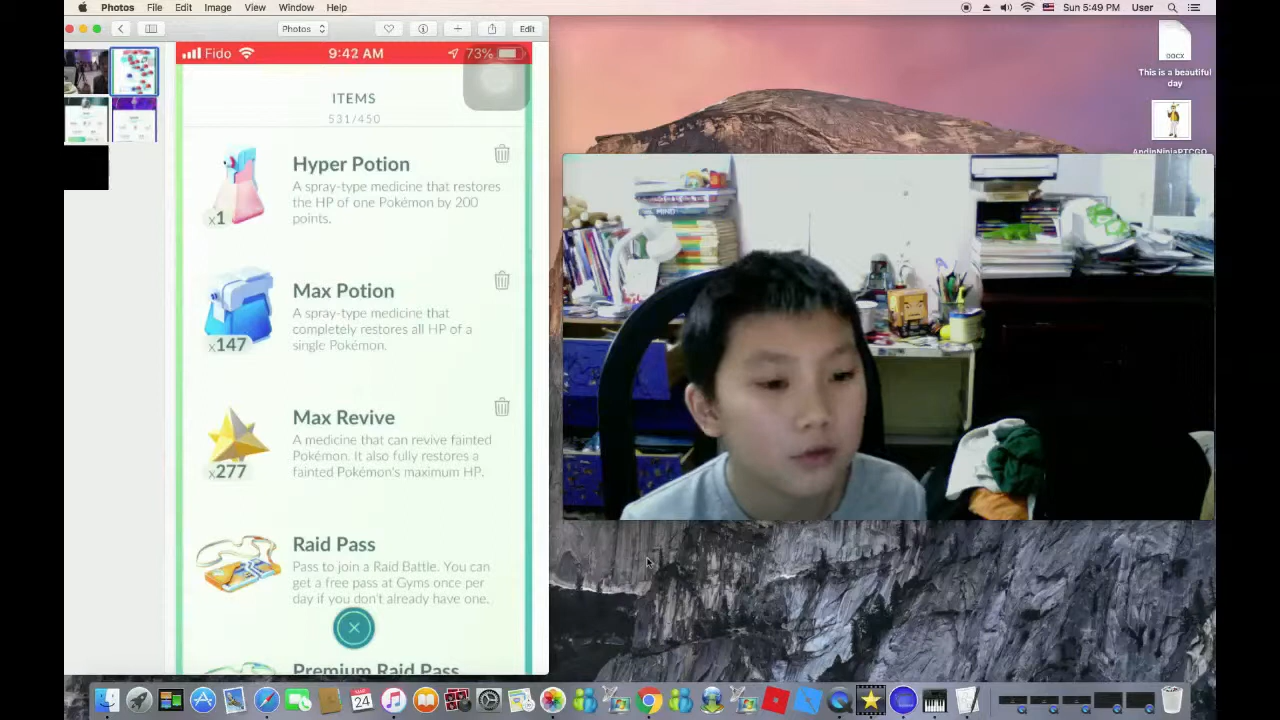 Photos File Edit Image View Window Help
Sun 5:49 PM User
Photos
Edit
Fido 9:42 AM 73%
ITEMS
531/450
Hyper Potion
A spray-type medicine that restores
the HP of one Pokémon by 200
points.
x1
Max Potion
A spray-type medicine that
completely restores all HP of a
single Pokémon.
x147
Max Revive
A medicine that can revive fainted
Pokémon. It also fully restores a
fainted Pokémon's maximum HP.
x277
Raid Pass
Pass to join a Raid Battle. You can
get a free pass at Gyms once per
day if you don't already have one.
Premium Raid Pass
DOCX
This is a beautiful
day
AndinNinjaPTCGO
MAR
24